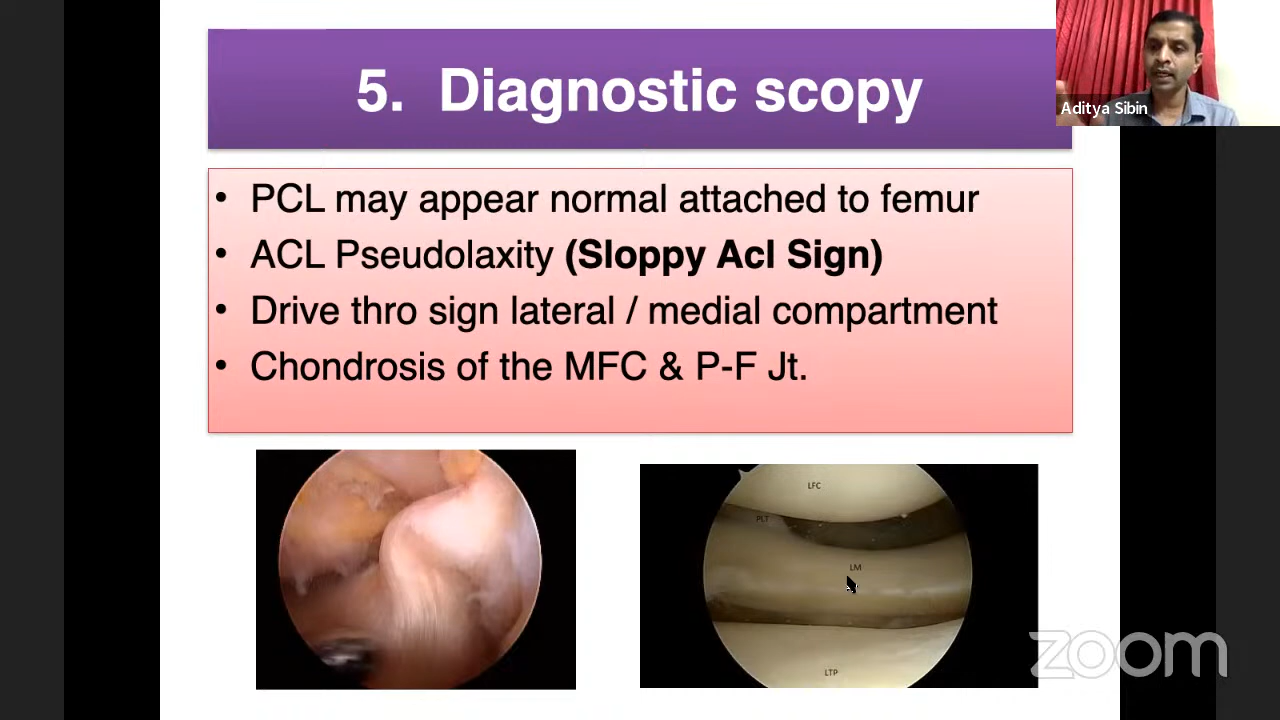 5. Diagnostic scopy
Aditya Sibin
• PCL may appear normal attached to femur
• ACL Pseudolaxity (Sloppy Acl Sign)
• Drive thro sign lateral / medial compartment
• Chondrosis of the MFC & P-F Jt.
LFC
PLT
LM
LTP
zoom